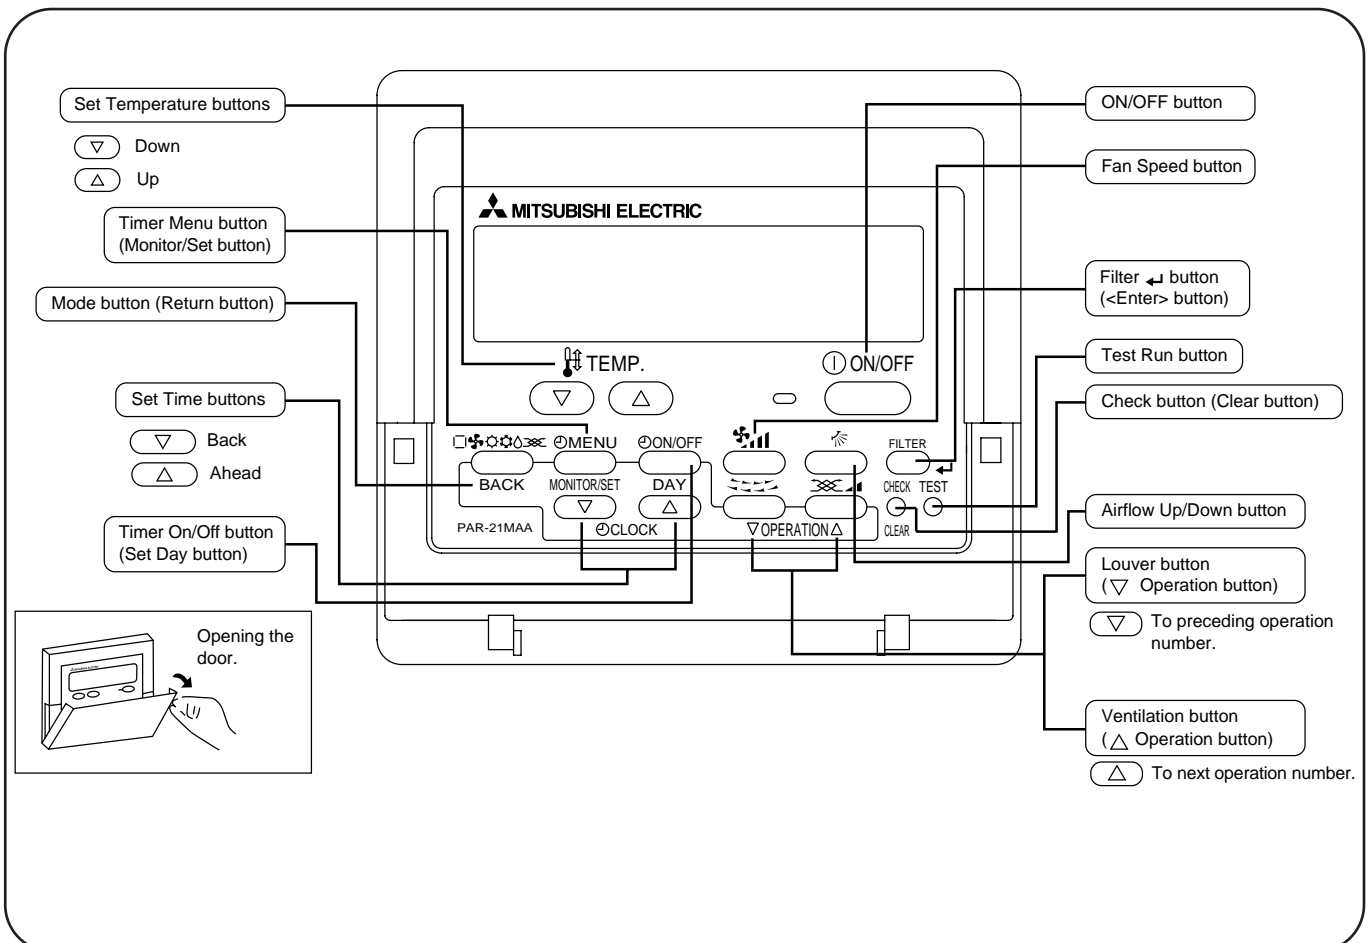 Set Temperature buttons
▽ Down
△ Up
Timer Menu button
(Monitor/Set button)
Mode button (Return button)
Set Time buttons
▽ Back
△ Ahead
Timer On/Off button
(Set Day button)
Opening the
door.
MITSUBISHI ELECTRIC
TEMP.
ON/OFF
▽ △
MENU
ON/OFF
FILTER
BACK
MONITOR/SET
DAY
CHECK TEST
▽ △
PAR-21MAA
CLOCK
▽OPERATION△
CLEAR
ON/OFF button
Fan Speed button
Filter ↵ button
(<Enter> button)
Test Run button
Check button (Clear button)
Airflow Up/Down button
Louver button
(▽ Operation button)
▽ To preceding operation
number.
Ventilation button
(△ Operation button)
△ To next operation number.